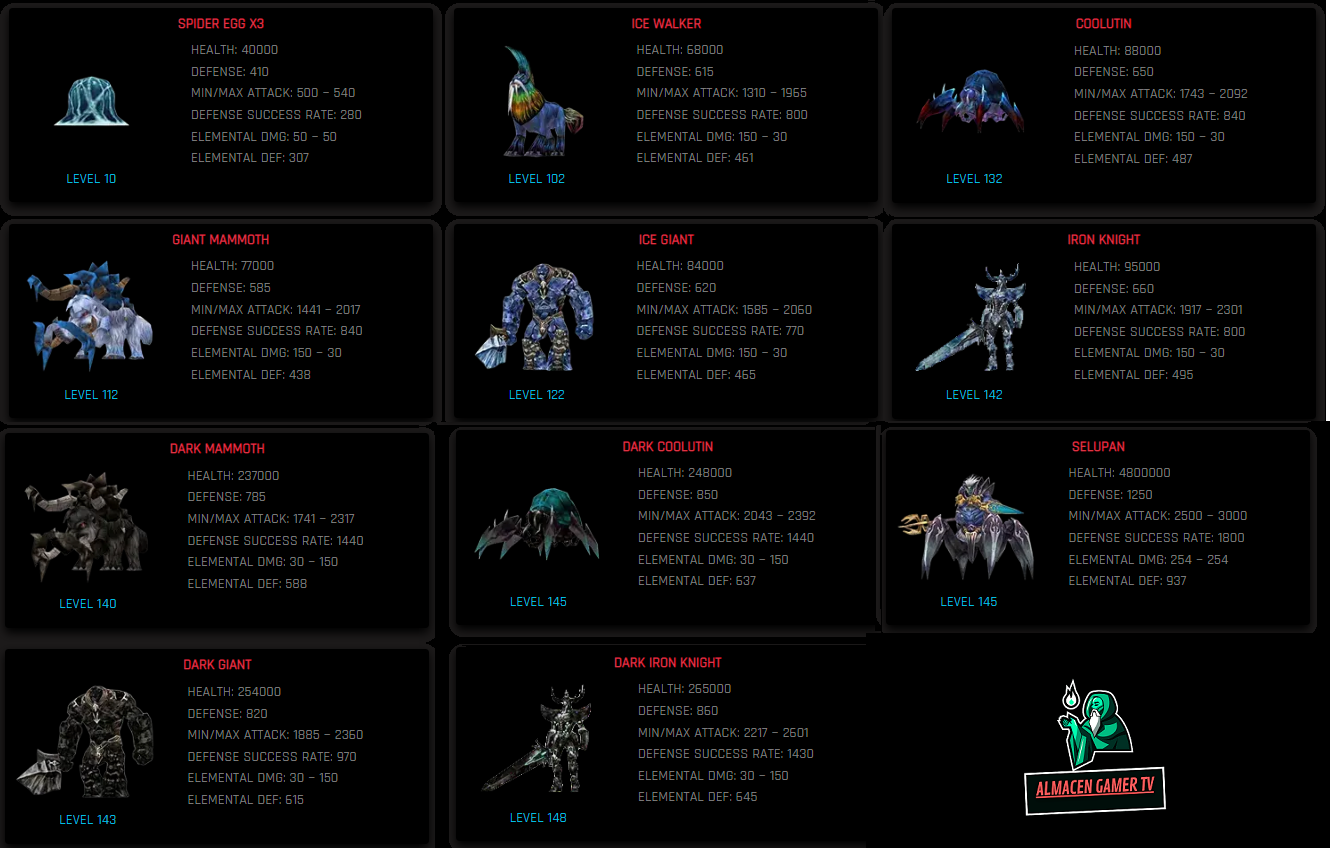 SPIDER EGG X3
HEALTH: 40000
DEFENSE: 410
MIN/MAX ATTACK: 500 – 540
DEFENSE SUCCESS RATE: 280
ELEMENTAL DMG: 50 – 50
ELEMENTAL DEF: 307
LEVEL 10
ICE WALKER
HEALTH: 68000
DEFENSE: 615
MIN/MAX ATTACK: 1310 – 1965
DEFENSE SUCCESS RATE: 800
ELEMENTAL DMG: 150 – 30
ELEMENTAL DEF: 461
LEVEL 102
COOLUTIN
HEALTH: 88000
DEFENSE: 650
MIN/MAX ATTACK: 1743 – 2092
DEFENSE SUCCESS RATE: 840
ELEMENTAL DMG: 150 – 30
ELEMENTAL DEF: 487
LEVEL 132
GIANT MAMMOTH
HEALTH: 77000
DEFENSE: 585
MIN/MAX ATTACK: 1441 – 2017
DEFENSE SUCCESS RATE: 840
ELEMENTAL DMG: 150 – 30
ELEMENTAL DEF: 438
LEVEL 112
ICE GIANT
HEALTH: 84000
DEFENSE: 620
MIN/MAX ATTACK: 1585 – 2060
DEFENSE SUCCESS RATE: 770
ELEMENTAL DMG: 150 – 30
ELEMENTAL DEF: 465
LEVEL 122
IRON KNIGHT
HEALTH: 95000
DEFENSE: 660
MIN/MAX ATTACK: 1917 – 2301
DEFENSE SUCCESS RATE: 800
ELEMENTAL DMG: 150 – 30
ELEMENTAL DEF: 495
LEVEL 142
DARK MAMMOTH
HEALTH: 237000
DEFENSE: 785
MIN/MAX ATTACK: 1741 – 2317
DEFENSE SUCCESS RATE: 1440
ELEMENTAL DMG: 30 – 150
ELEMENTAL DEF: 588
LEVEL 140
DARK COOLUTIN
HEALTH: 248000
DEFENSE: 850
MIN/MAX ATTACK: 2043 – 2392
DEFENSE SUCCESS RATE: 1440
ELEMENTAL DMG: 30 – 150
ELEMENTAL DEF: 637
LEVEL 145
SELUPAN
HEALTH: 4800000
DEFENSE: 1250
MIN/MAX ATTACK: 2500 – 3000
DEFENSE SUCCESS RATE: 1800
ELEMENTAL DMG: 254 – 254
ELEMENTAL DEF: 937
LEVEL 145
DARK GIANT
HEALTH: 254000
DEFENSE: 820
MIN/MAX ATTACK: 1885 – 2360
DEFENSE SUCCESS RATE: 970
ELEMENTAL DMG: 30 – 150
ELEMENTAL DEF: 615
LEVEL 143
DARK IRON KNIGHT
HEALTH: 265000
DEFENSE: 860
MIN/MAX ATTACK: 2217 – 2601
DEFENSE SUCCESS RATE: 1430
ELEMENTAL DMG: 30 – 150
ELEMENTAL DEF: 645
LEVEL 148
ALMACEN GAMER TV